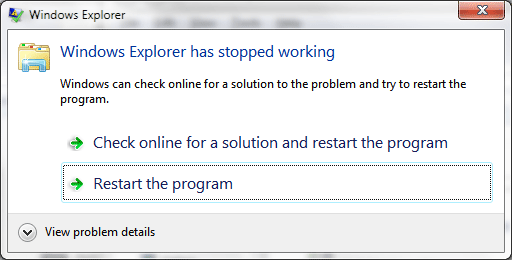 Windows Explorer
Windows Explorer has stopped working
Windows can check online for a solution to the problem and try to restart the
program.
Check online for a solution and restart the program
Restart the program
View problem details